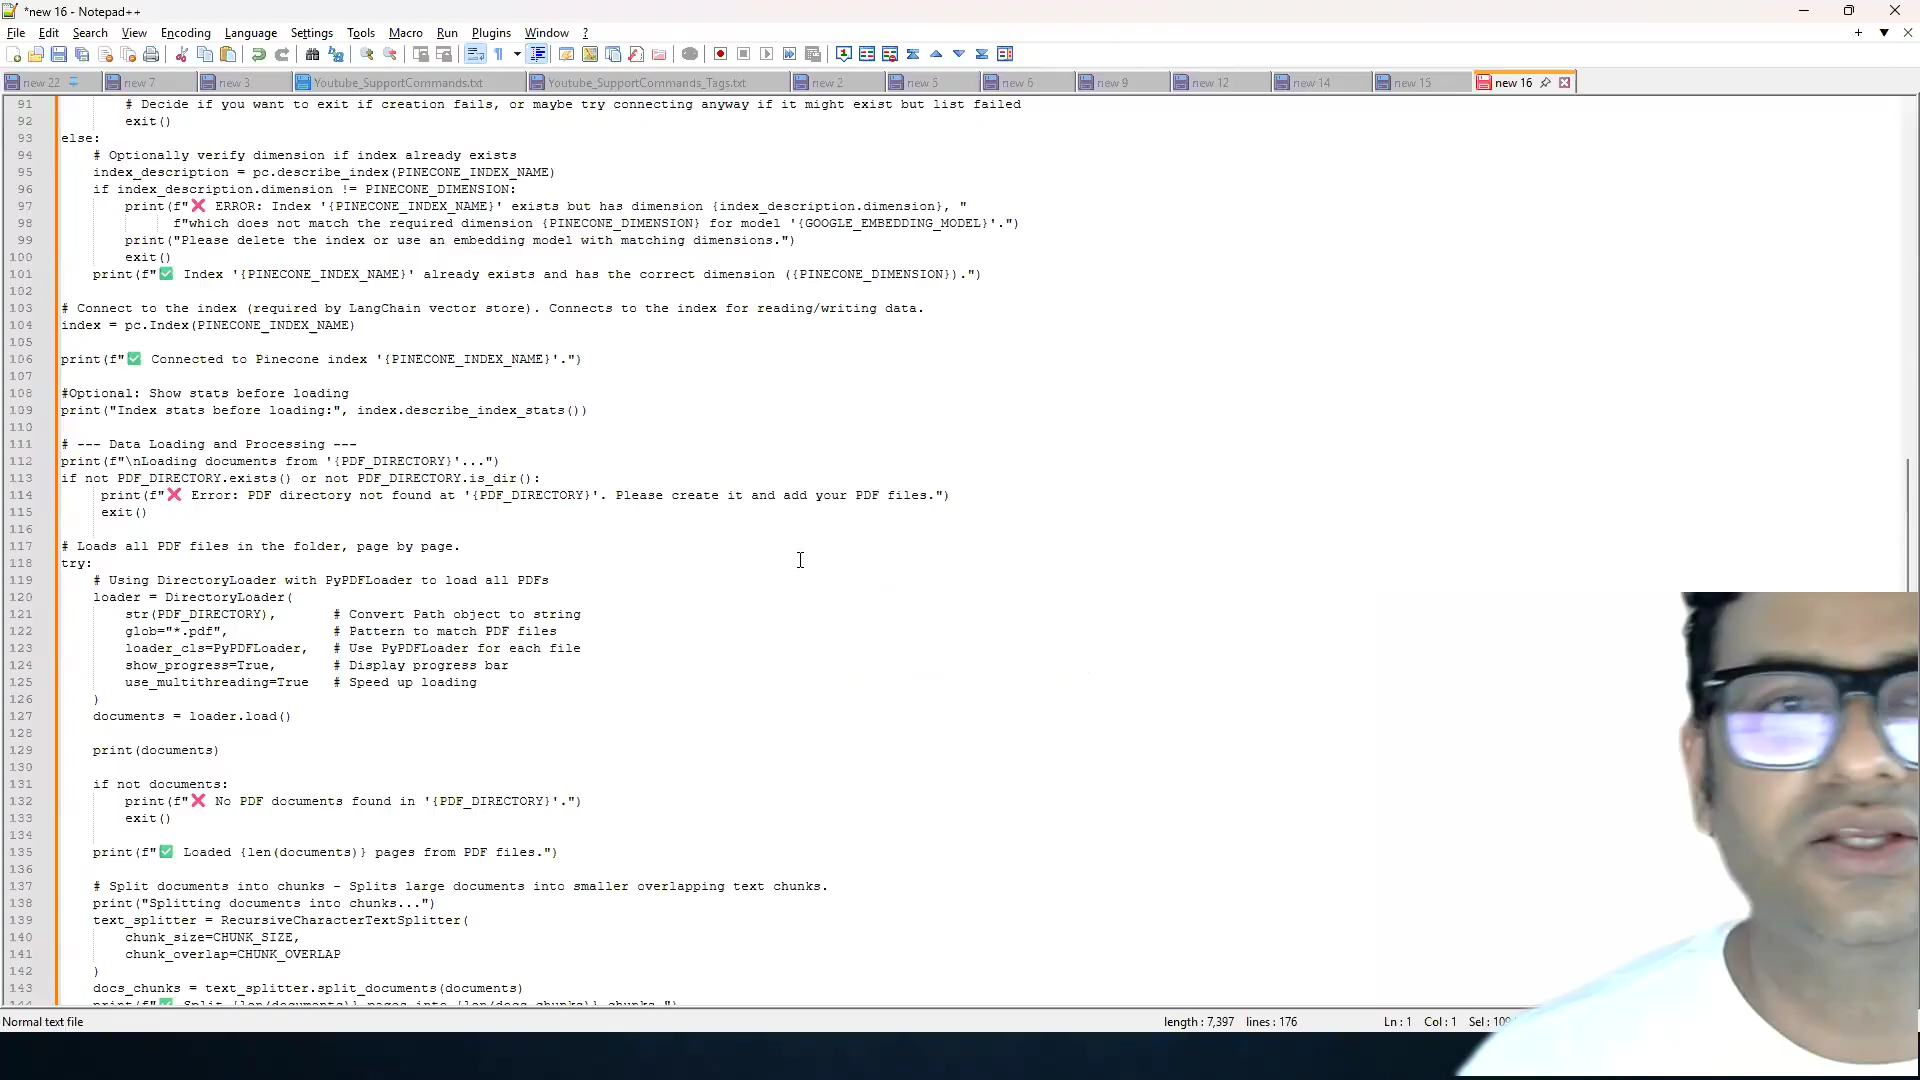 *new 16 - Notepad++
File Edit Search View Encoding Language Settings Tools Macro Run Plugins Window ?
new 22 new 7 new 3 Youtube_SupportCommands.txt Youtube_SupportCommands_Tags.txt new 2 new 5 new 6 new 9 new 12 new 14 new 15 new 16
91 # Decide if you want to exit if creation fails, or maybe try connecting anyway if it might exist but list failed
92 exit()
93 else:
94 # Optionally verify dimension if index already exists
95 index_description = pc.describe_index(PINECONE_INDEX_NAME)
96 if index_description.dimension != PINECONE_DIMENSION:
97 print(f"❌ ERROR: Index '{PINECONE_INDEX_NAME}' exists but has dimension {index_description.dimension}, "
98 f"which does not match the required dimension {PINECONE_DIMENSION} for model '{GOOGLE_EMBEDDING_MODEL}'.")
99 print("Please delete the index or use an embedding model with matching dimensions.")
100 exit()
101 print(f"✅ Index '{PINECONE_INDEX_NAME}' already exists and has the correct dimension ({PINECONE_DIMENSION}).")
102
103 # Connect to the index (required by LangChain vector store). Connects to the index for reading/writing data.
104 index = pc.Index(PINECONE_INDEX_NAME)
105
106 print(f"✅ Connected to Pinecone index '{PINECONE_INDEX_NAME}'.")
107
108 #Optional: Show stats before loading
109 print("Index stats before loading:", index.describe_index_stats())
110
111 # --- Data Loading and Processing ---
112 print(f"\nLoading documents from '{PDF_DIRECTORY}'...")
113 if not PDF_DIRECTORY.exists() or not PDF_DIRECTORY.is_dir():
114 print(f"❌ Error: PDF directory not found at '{PDF_DIRECTORY}'. Please create it and add your PDF files.")
115 exit()
116
117 # Loads all PDF files in the folder, page by page.
118 try:
119 # Using DirectoryLoader with PyPDFLoader to load all PDFs
120 loader = DirectoryLoader(
121 str(PDF_DIRECTORY), # Convert Path object to string
122 glob="*.pdf", # Pattern to match PDF files
123 loader_cls=PyPDFLoader, # Use PyPDFLoader for each file
124 show_progress=True, # Display progress bar
125 use_multithreading=True # Speed up loading
126 )
127 documents = loader.load()
128
129 print(documents)
130
131 if not documents:
132 print(f"❌ No PDF documents found in '{PDF_DIRECTORY}'.")
133 exit()
134
135 print(f"✅ Loaded {len(documents)} pages from PDF files.")
136
137 # Split documents into chunks - Splits large documents into smaller overlapping text chunks.
138 print("Splitting documents into chunks...")
139 text_splitter = RecursiveCharacterTextSplitter(
140 chunk_size=CHUNK_SIZE,
141 chunk_overlap=CHUNK_OVERLAP
142 )
143 docs_chunks = text_splitter.split_documents(documents)
144 print(f"✅ Split {len(documents)} pages into {len(docs_chunks)} chunks.")
Normal text file length : 7,397 lines : 176 Ln : 1 Col : 1 Sel :